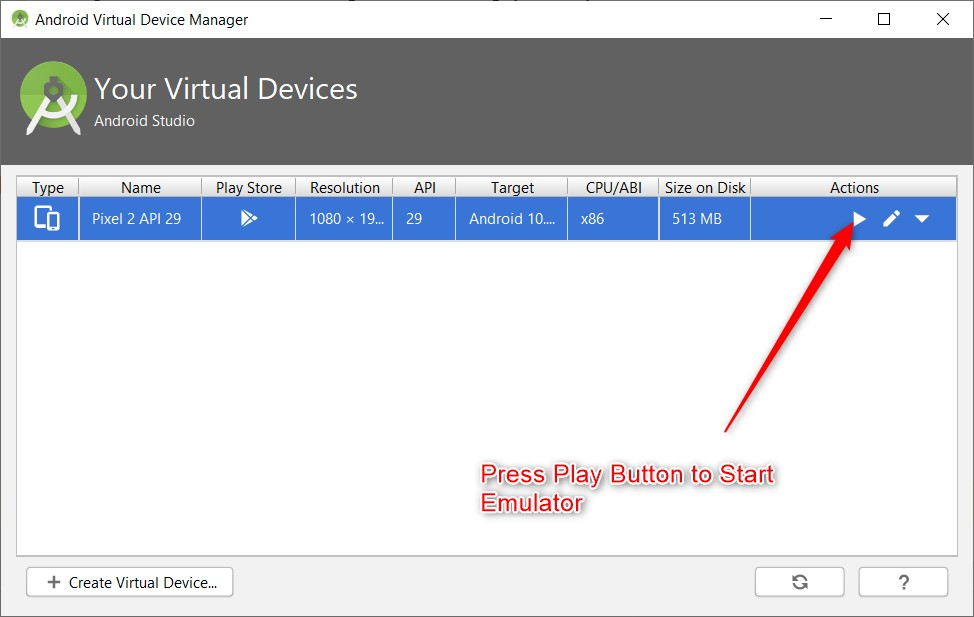 Android Virtual Device Manager
Your Virtual Devices
Android Studio
Type Name Play Store Resolution API Target CPU/ABI Size on Disk Actions
Pixel 2 API 29 1080 × 19... 29 Android 10.... x86 513 MB
Press Play Button to Start
Emulator
+ Create Virtual Device... ?